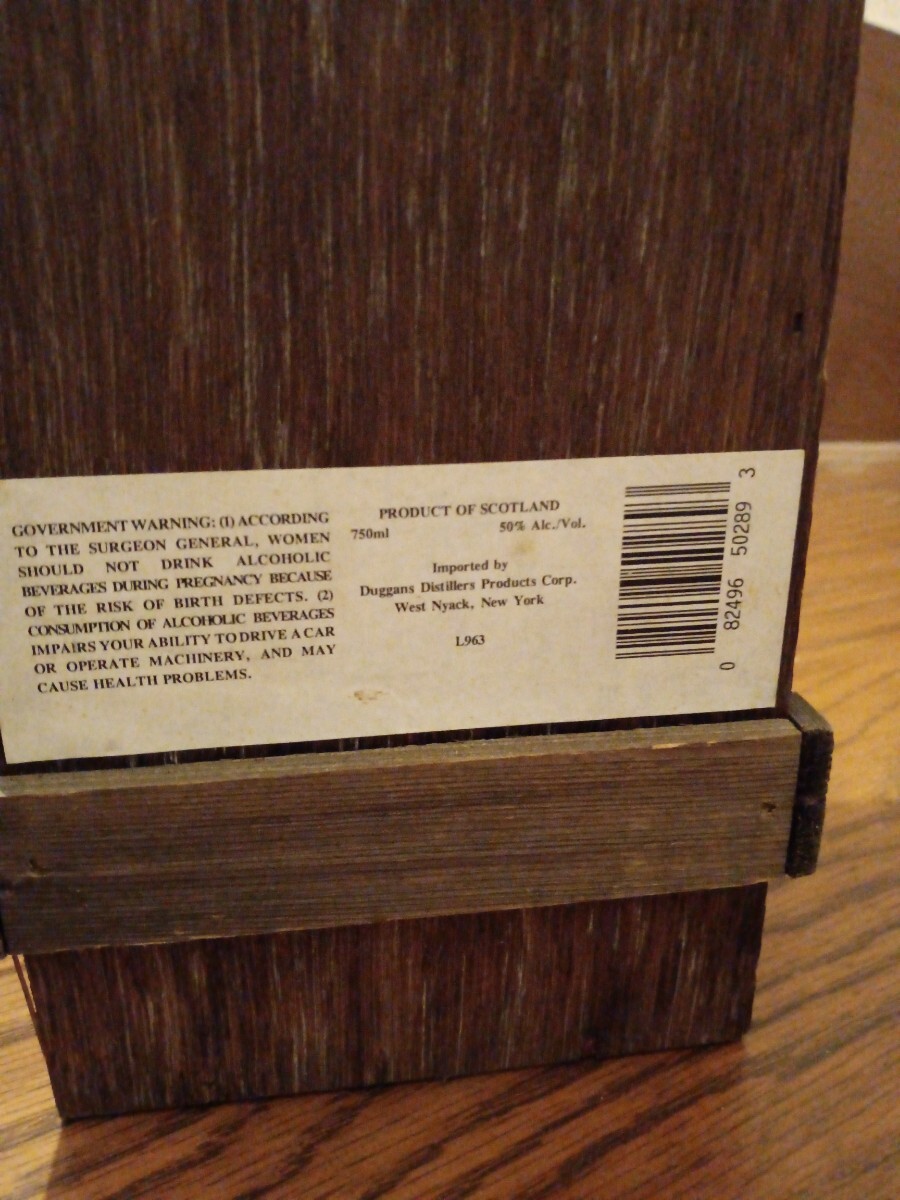 GOVERNMENT WARNING: (1) ACCORDING
TO THE SURGEON GENERAL, WOMEN
SHOULD NOT DRINK ALCOHOLIC
BEVERAGES DURING PREGNANCY BECAUSE
OF THE RISK OF BIRTH DEFECTS. (2)
CONSUMPTION OF ALCOHOLIC BEVERAGES
IMPAIRS YOUR ABILITY TO DRIVE A CAR
OR OPERATE MACHINERY, AND MAY
CAUSE HEALTH PROBLEMS.
PRODUCT OF SCOTLAND
750ml 50% Alc./Vol.
Imported by
Duggans Distillers Products Corp.
West Nyack, New York
L963
0 82496 50289 3